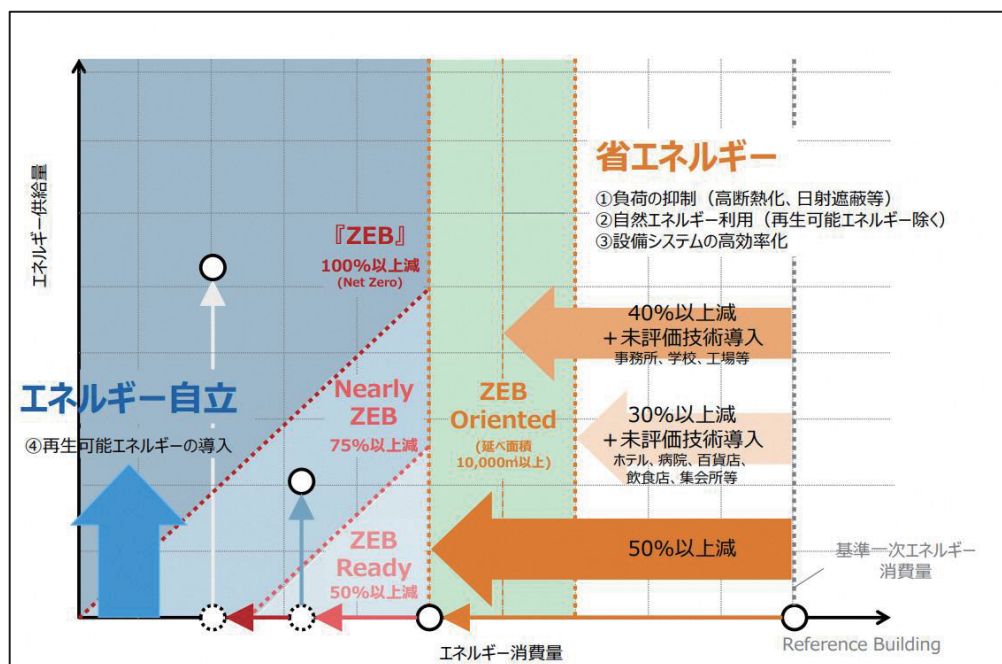 エネルギー供給量
省エネルギー
①負荷の抑制（高断熱化、日射遮蔽等）
②自然エネルギー利用（再生可能エネルギー除く）
③設備システムの高効率化
『ZEB』
100%以上減
(Net Zero)
40%以上減
＋未評価技術導入
事務所、学校、工場等
エネルギー自立
④再生可能エネルギーの導入
Nearly
ZEB
75%以上減
ZEB
Oriented
(延べ面積
10,000㎡以上)
30%以上減
＋未評価技術導入
ホテル、病院、百貨店、
飲食店、集会所等
ZEB
Ready
50%以上減
50%以上減
基準一次エネルギー
消費量
エネルギー消費量
Reference Building